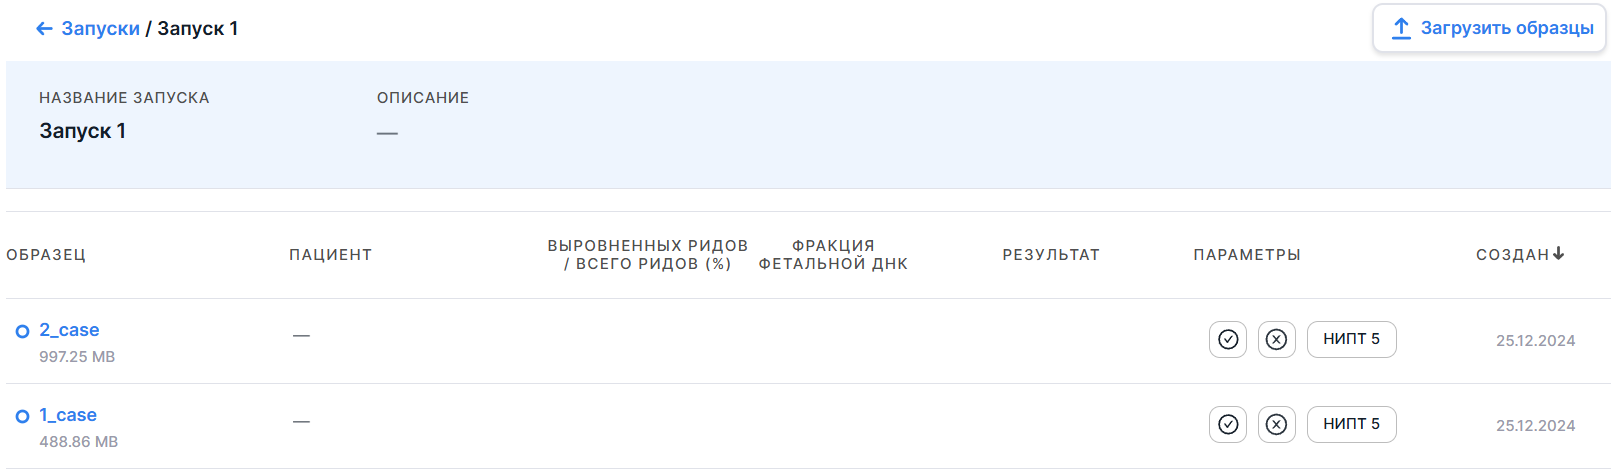 Запуски / Запуск 1
Загрузить образцы
НАЗВАНИЕ ЗАПУСКА
ОПИСАНИЕ
Запуск 1
—
ОБРАЗЕЦ
ПАЦИЕНТ
ВЫРОВНЕННЫХ РИДОВ
/ ВСЕГО РИДОВ (%)
ФРАКЦИЯ
ФЕТАЛЬНОЙ ДНК
РЕЗУЛЬТАТ
ПАРАМЕТРЫ
СОЗДАН
2_case
997.25 MB
—
НИПТ 5
25.12.2024
1_case
488.86 MB
—
НИПТ 5
25.12.2024